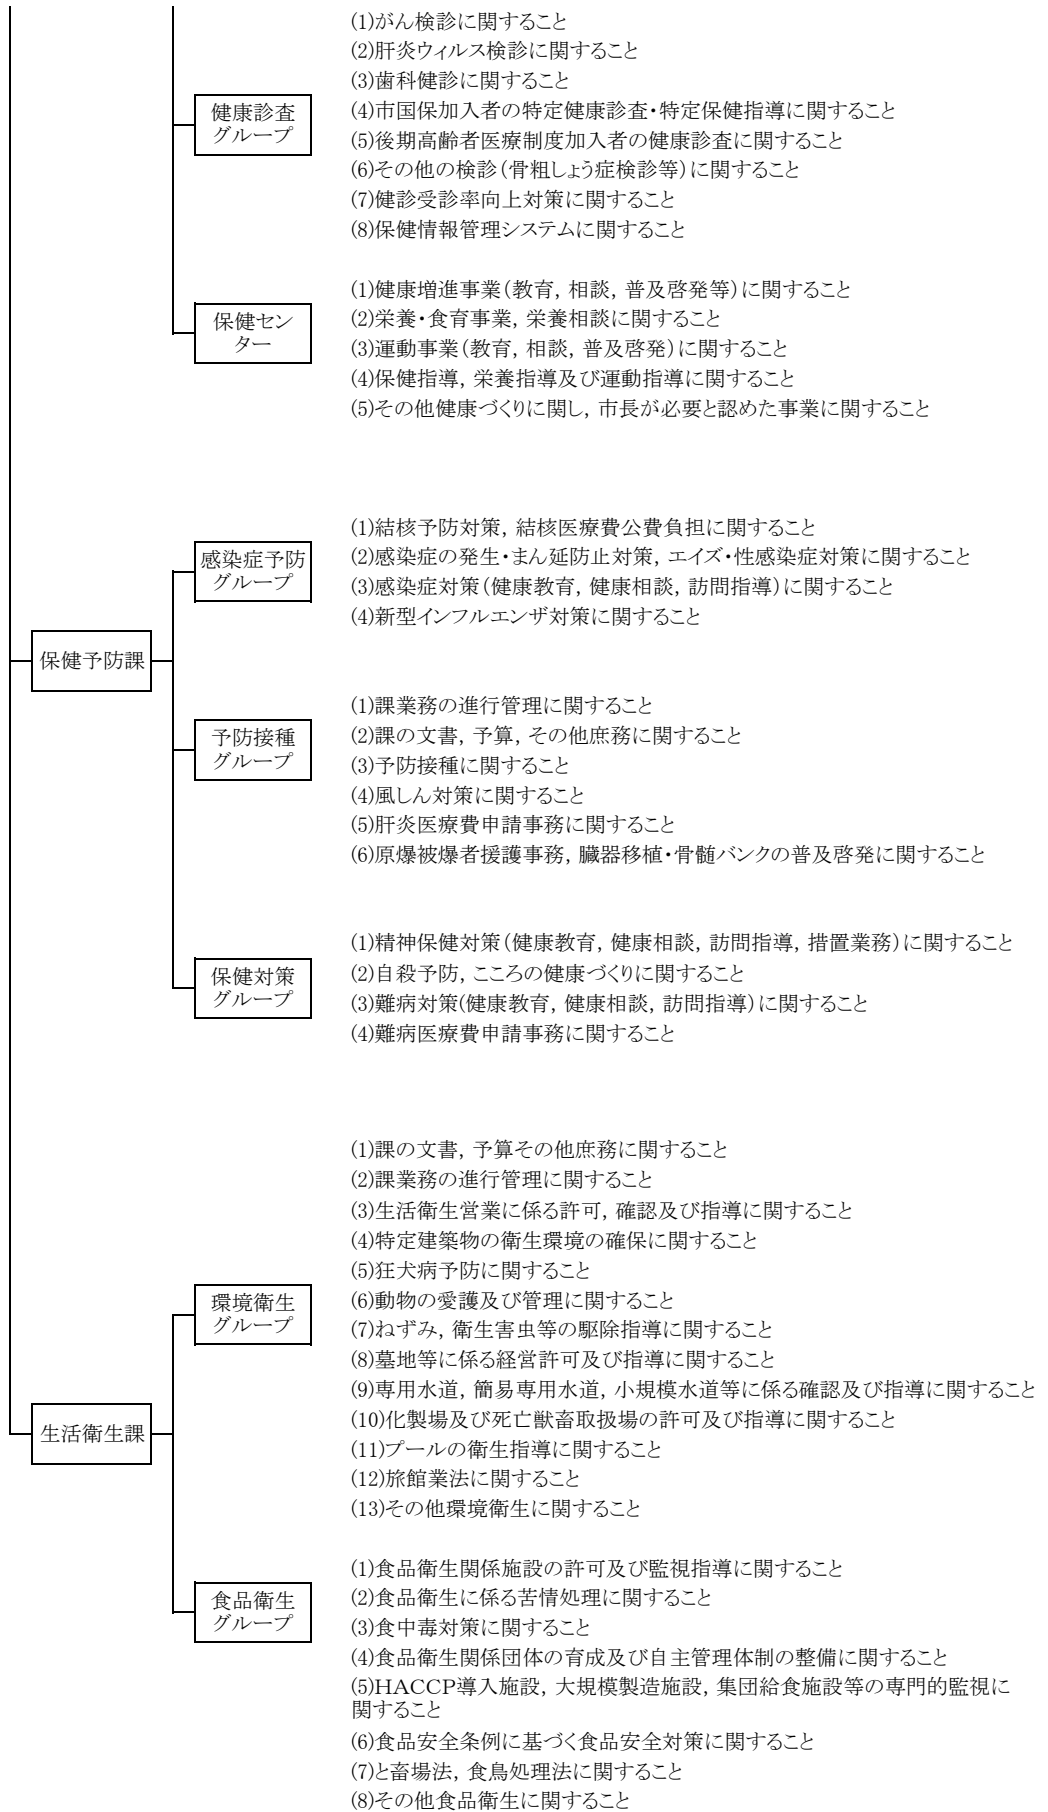 (1)がん検診に関すること
(2)肝炎ウィルス検診に関すること
(3)歯科健診に関すること
健康診査
グループ
(4)市国保加入者の特定健康診査・特定保健指導に関すること
(5)後期高齢者医療制度加入者の健康診査に関すること
(6)その他の検診(骨粗しょう症検診等)に関すること
(7)健診受診率向上対策に関すること
(8)保健情報管理システムに関すること
(1)健康増進事業(教育, 相談, 普及啓発等)に関すること
保健セン
ター
(2)栄養・食育事業, 栄養相談に関すること
(3)運動事業(教育, 相談, 普及啓発)に関すること
(4)保健指導, 栄養指導及び運動指導に関すること
(5)その他健康づくりに関し, 市長が必要と認めた事業に関すること
(1)結核予防対策, 結核医療費公費負担に関すること
感染症予防
グループ
(2)感染症の発生・まん延防止対策, エイズ・性感染症対策に関すること
(3)感染症対策(健康教育, 健康相談, 訪問指導)に関すること
(4)新型インフルエンザ対策に関すること
保健予防課
(1)課業務の進行管理に関すること
予防接種
グループ
(2)課の文書, 予算, その他庶務に関すること
(3)予防接種に関すること
(4)風しん対策に関すること
(5)肝炎医療費申請事務に関すること
(6)原爆被爆者援護事務, 臓器移植・骨髄バンクの普及啓発に関すること
(1)精神保健対策(健康教育, 健康相談, 訪問指導, 措置業務)に関すること
保健対策
グループ
(2)自殺予防, こころの健康づくりに関すること
(3)難病対策(健康教育, 健康相談, 訪問指導)に関すること
(4)難病医療費申請事務に関すること
(1)課の文書, 予算その他庶務に関すること
(2)課業務の進行管理に関すること
(3)生活衛生営業に係る許可, 確認及び指導に関すること
(4)特定建築物の衛生環境の確保に関すること
(5)狂犬病予防に関すること
環境衛生
グループ
(6)動物の愛護及び管理に関すること
(7)ねずみ, 衛生害虫等の駆除指導に関すること
(8)墓地等に係る経営許可及び指導に関すること
(9)専用水道, 簡易専用水道, 小規模水道等に係る確認及び指導に関すること
(10)化製場及び死亡獣畜取扱場の許可及び指導に関すること
生活衛生課
(11)プールの衛生指導に関すること
(12)旅館業法に関すること
(13)その他環境衛生に関すること
(1)食品衛生関係施設の許可及び監視指導に関すること
食品衛生
グループ
(2)食品衛生に係る苦情処理に関すること
(3)食中毒対策に関すること
(4)食品衛生関係団体の育成及び自主管理体制の整備に関すること
(5)HACCP導入施設, 大規模製造施設, 集団給食施設等の専門的監視に
関すること
(6)食品安全条例に基づく食品安全対策に関すること
(7)と畜場法, 食鳥処理法に関すること
(8)その他食品衛生に関すること